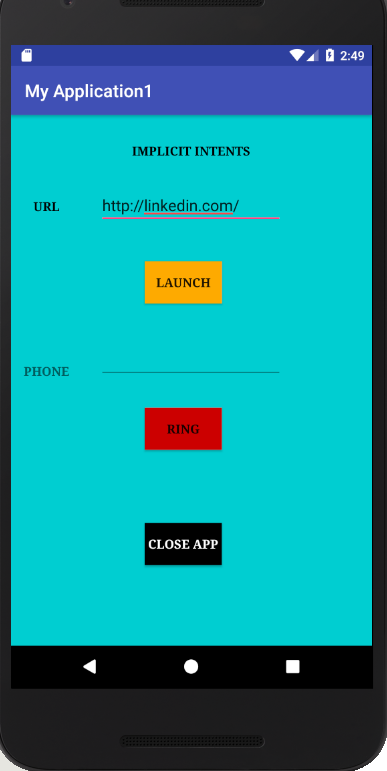 2:49
My Application1
IMPLICIT INTENTS
URL http://linkedin.com/
LAUNCH
PHONE
RING
CLOSE APP